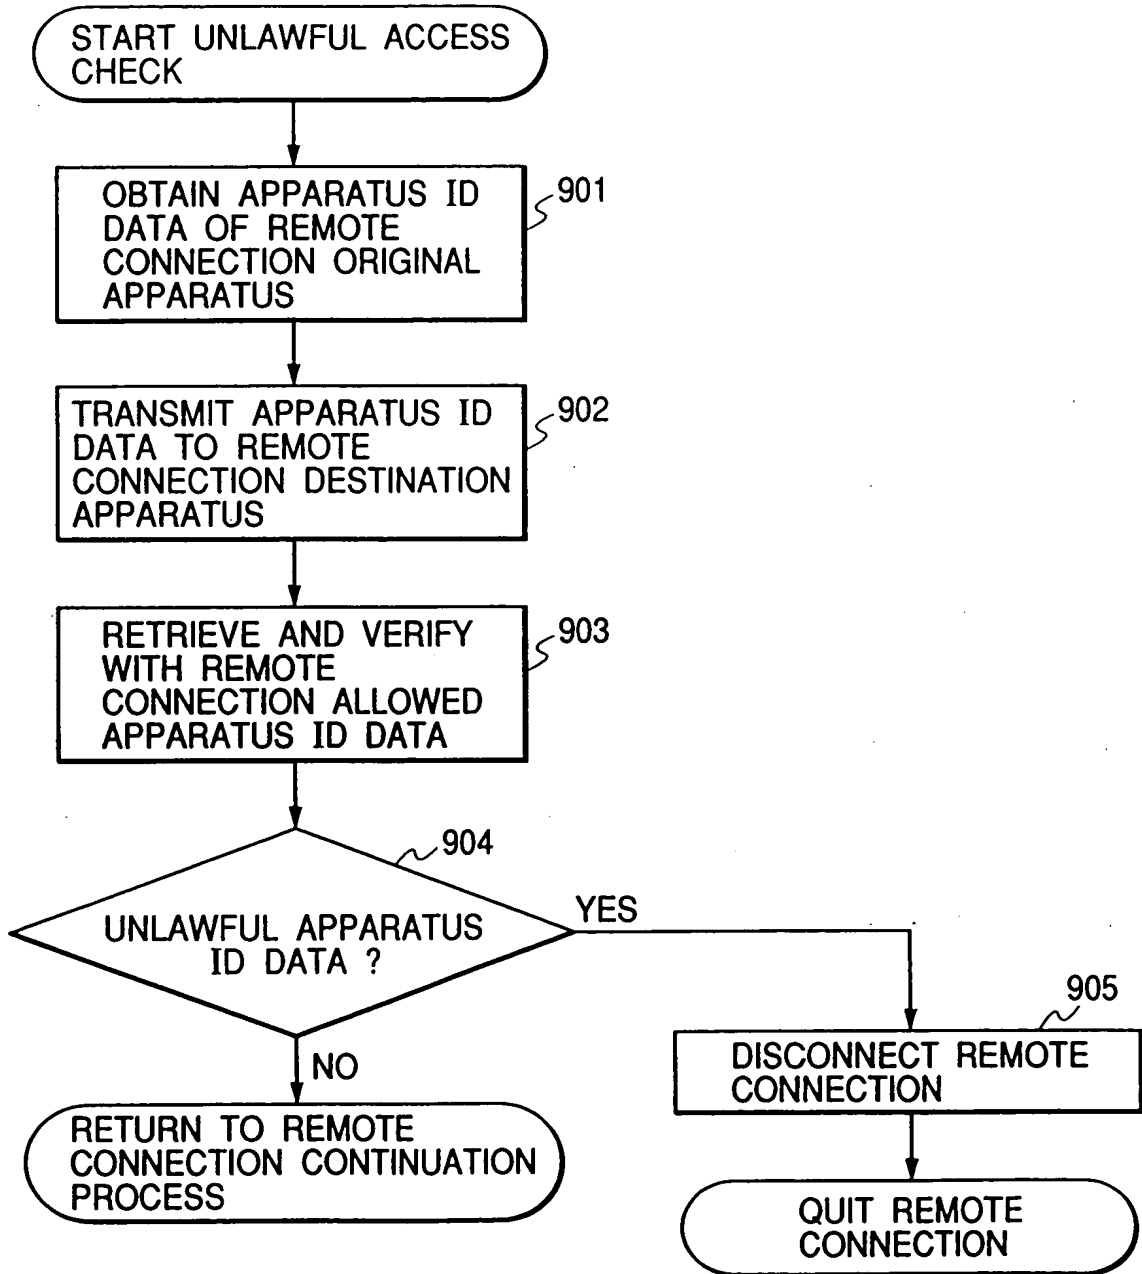 START UNLAWFUL ACCESS
CHECK
OBTAIN APPARATUS ID
DATA OF REMOTE
CONNECTION ORIGINAL
APPARATUS
901
TRANSMIT APPARATUS ID
DATA TO REMOTE
CONNECTION DESTINATION
APPARATUS
902
RETRIEVE AND VERIFY
WITH REMOTE
CONNECTION ALLOWED
APPARATUS ID DATA
903
904
UNLAWFUL APPARATUS
ID DATA ?
YES
NO
905
DISCONNECT REMOTE
CONNECTION
RETURN TO REMOTE
CONNECTION CONTINUATION
PROCESS
QUIT REMOTE
CONNECTION